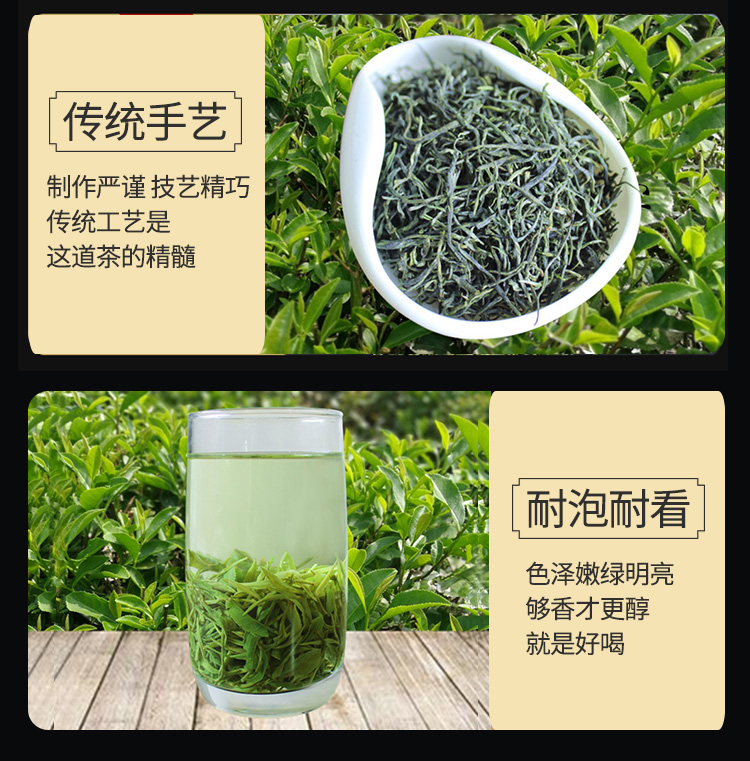 传统手艺
制作严谨 技艺精巧
传统工艺是
这道茶的精髓
耐泡耐看
色泽嫩绿明亮
够香才更醇
就是好喝